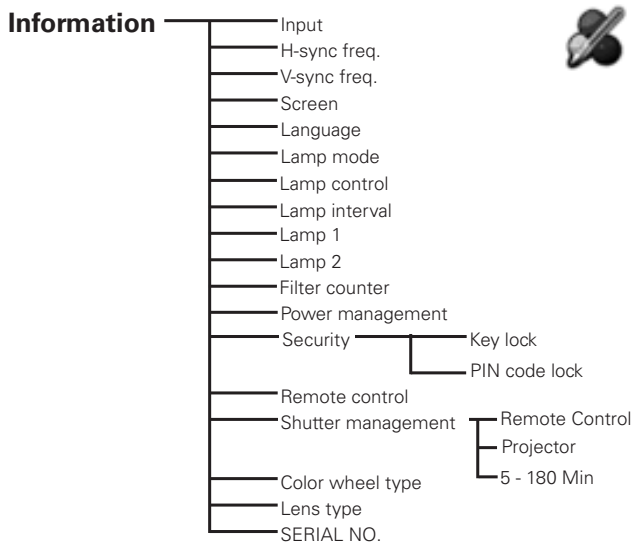 Information
Input
H-sync freq.
V-sync freq.
Screen
Language
Lamp mode
Lamp control
Lamp interval
Lamp 1
Lamp 2
Filter counter
Power management
Security
Key lock
PIN code lock
Remote control
Shutter management
Remote Control
Projector
5 - 180 Min
Color wheel type
Lens type
SERIAL NO.